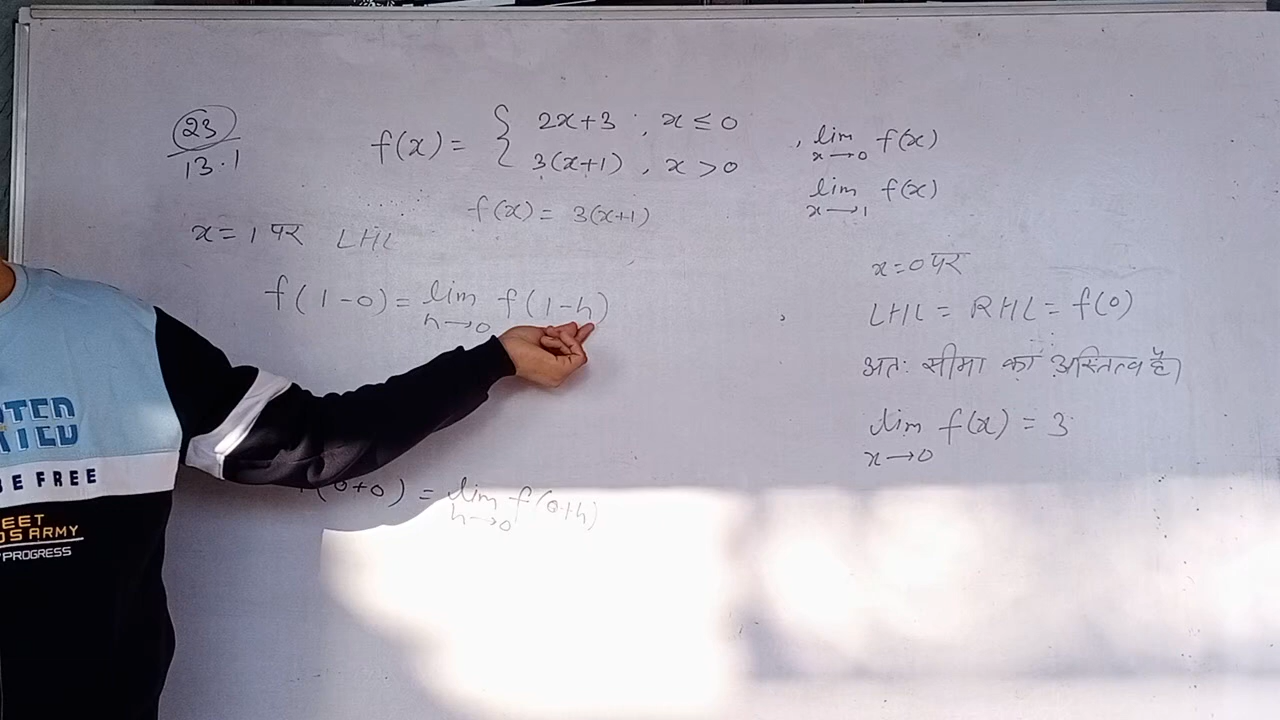 23
13.1
f(x) = { 2x+3 , x ≤ 0
3(x+1) , x > 0
, lim x→0 f(x)
lim x→1 f(x)
f(x) = 3(x+1)
x = 1 पर LHL
f(1-0) = lim h→0 f(1-h)
(0+0) = lim h→0 f(0+h)
x=0 पर
LHL = RHL = f(0)
अतः सीमा का अस्तित्व है।
lim x→0 f(x) = 3
BE FREE
ARMY
PROGRESS